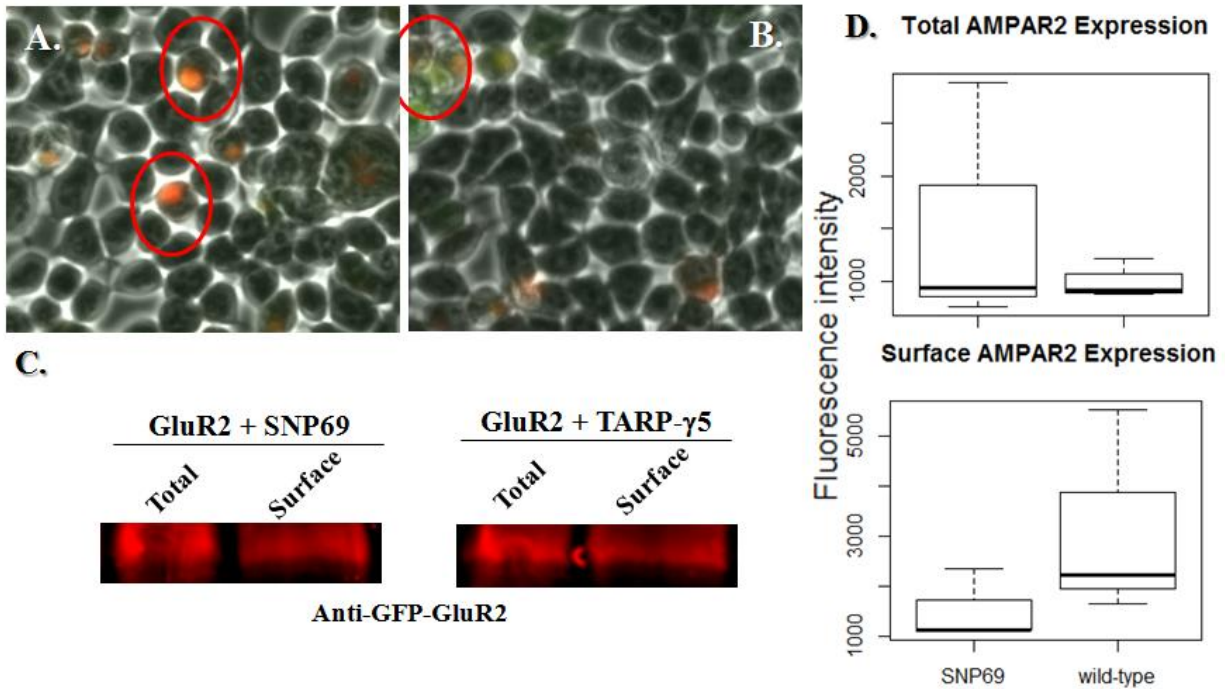 A.
B.
C.
GluR2 + SNP69
Total
Surface
GluR2 + TARP-γ5
Total
Surface
Anti-GFP-GluR2
D.
Total AMPAR2 Expression
2000
1000
Fluorescence intensity
Surface AMPAR2 Expression
5000
3000
1000
SNP69
wild-type